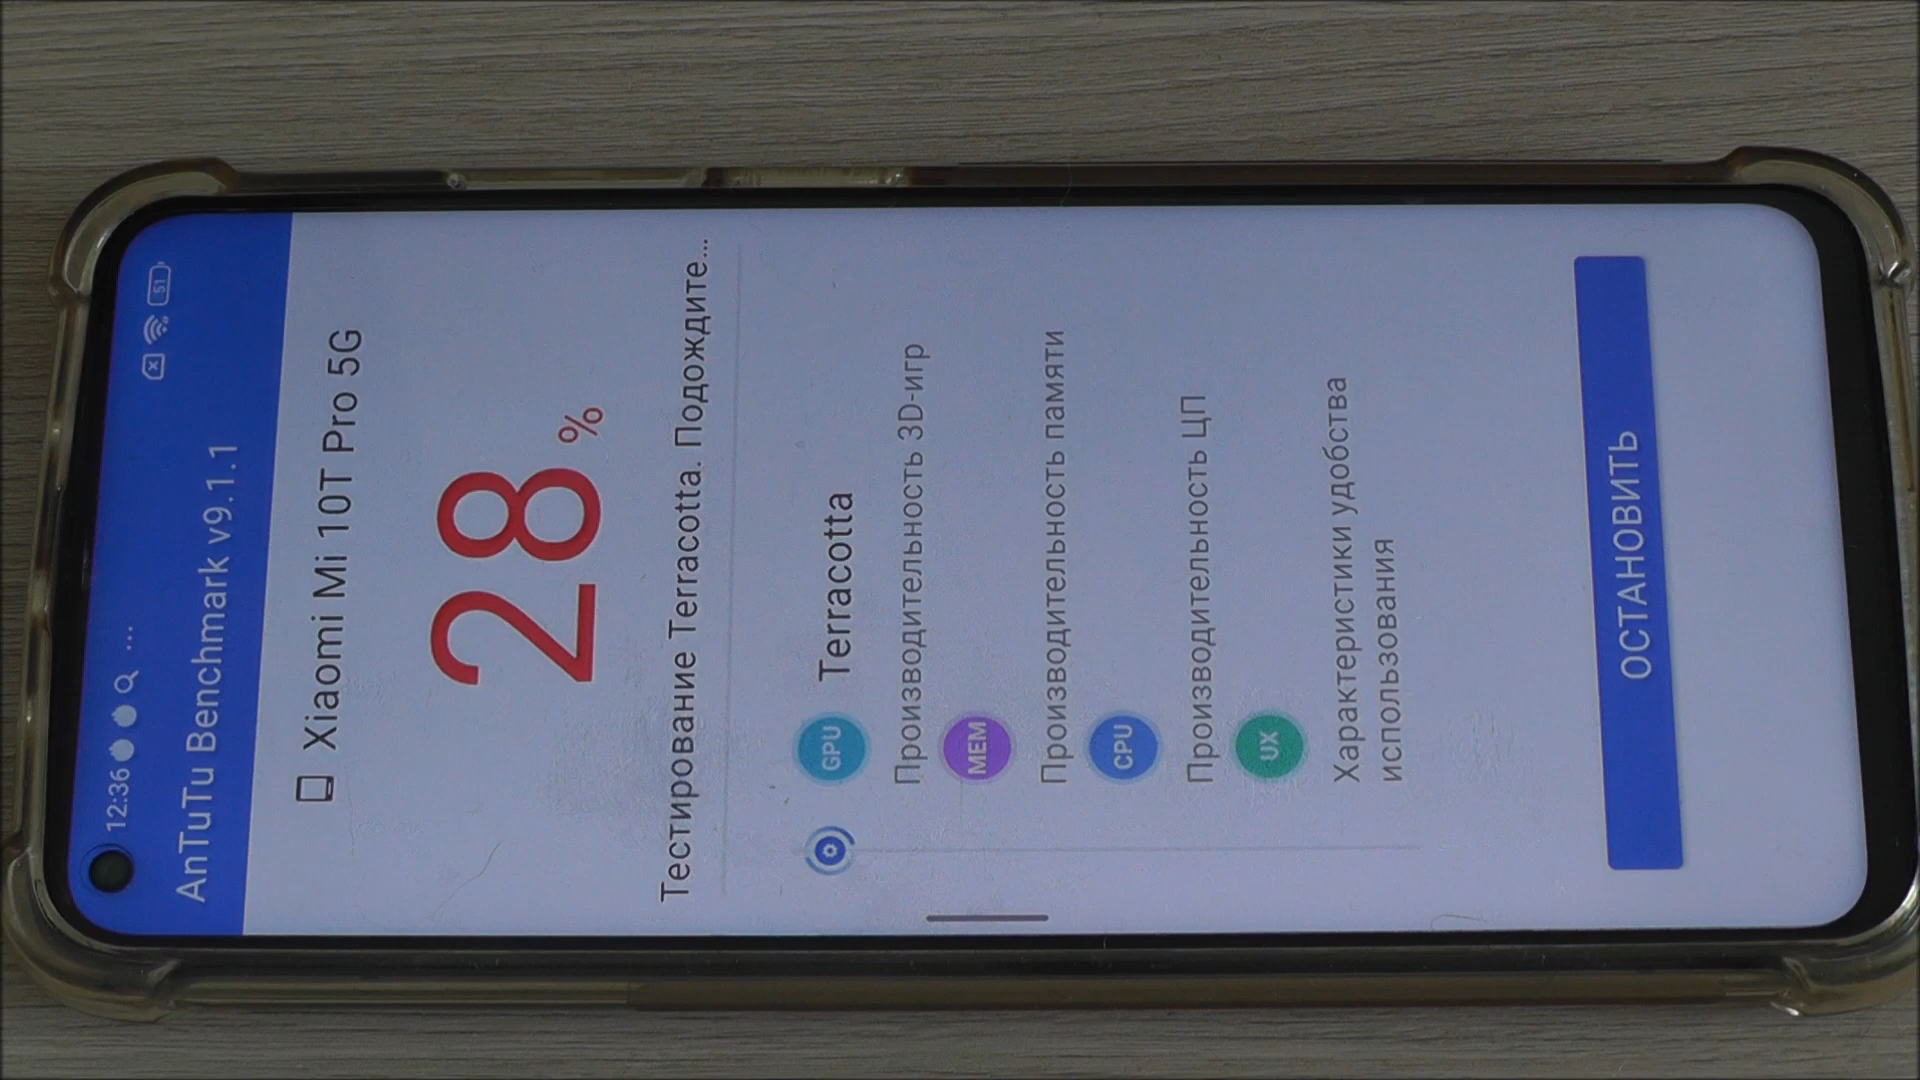 12:36 ... 51
AnTuTu Benchmark v9.1.1
Xiaomi Mi 10T Pro 5G
28%
Тестирование Terracotta. Подождите...
GPU Terracotta
Производительность 3D-игр
MEM
Производительность памяти
CPU
Производительность ЦП
UX
Характеристики удобства
использования
ОСТАНОВИТЬ